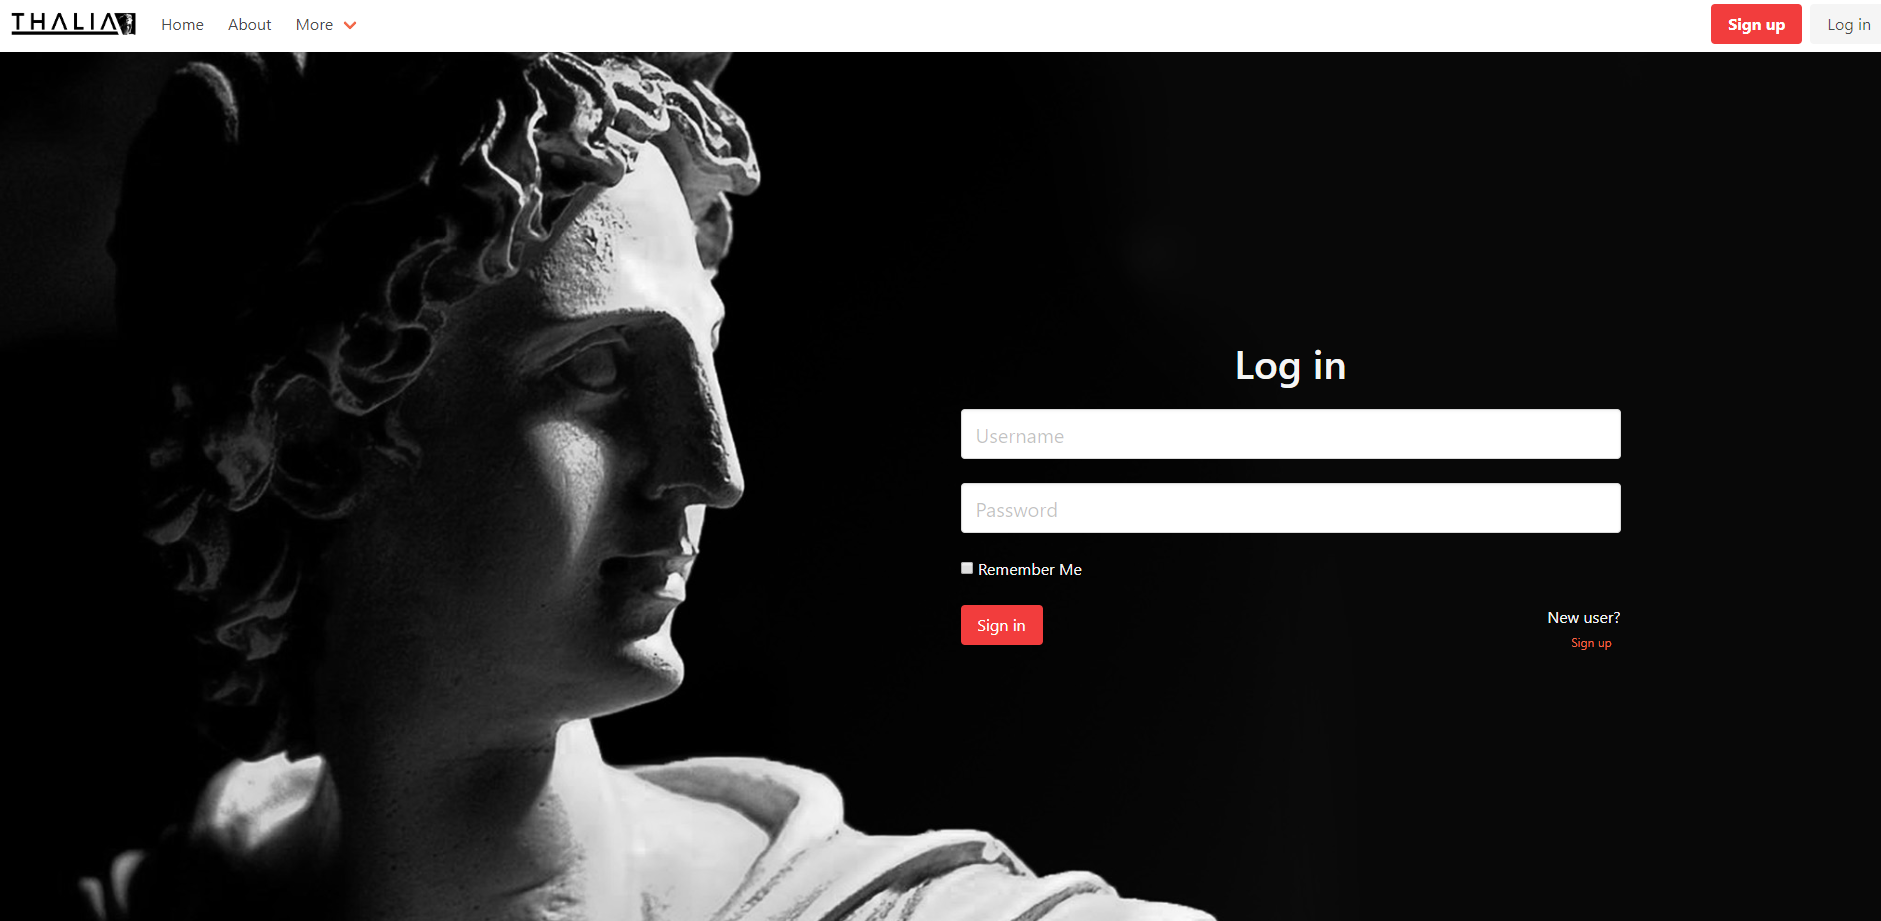 THALIA
Home About More
Sign up Log in
Log in
Username
Password
Remember Me
Sign in
New user?
Sign up